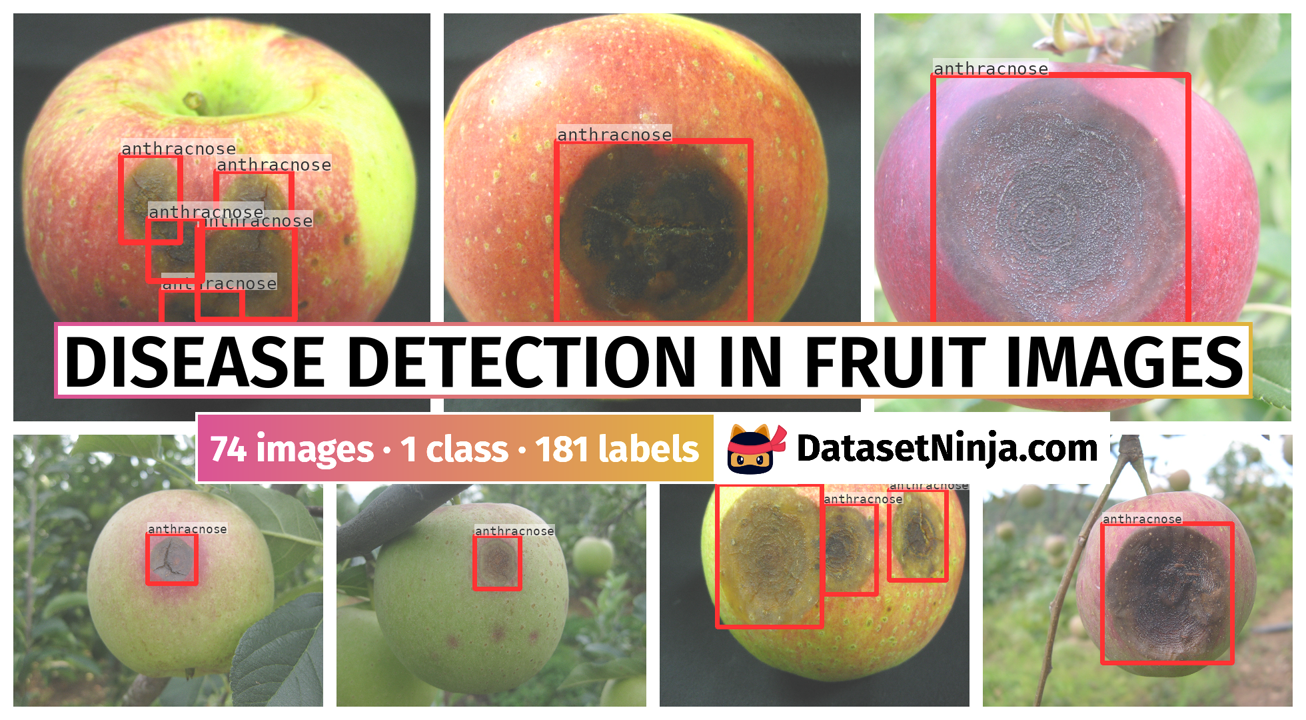 anthracnose
anthracnose
anthracnose
anthracnose
anthracnose
anthracnose
anthracnose
DISEASE DETECTION IN FRUIT IMAGES
74 images · 1 class · 181 labels
DatasetNinja.com
anthracnose
anthracnose
anthracnose
anthracnose
anthracnose